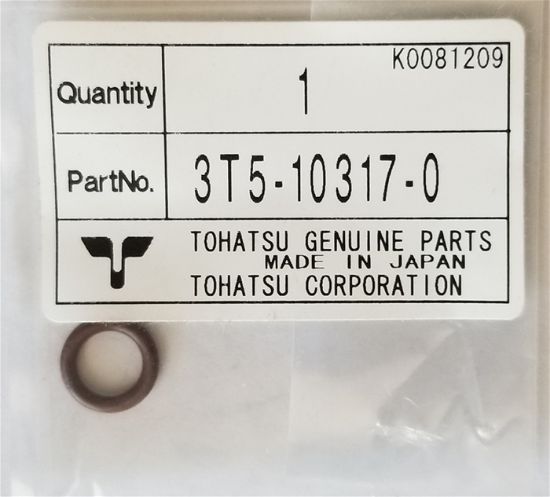 K0081209
Quantity 1
PartNo. 3T5-10317-0
TOHATSU GENUINE PARTS
MADE IN JAPAN
TOHATSU CORPORATION